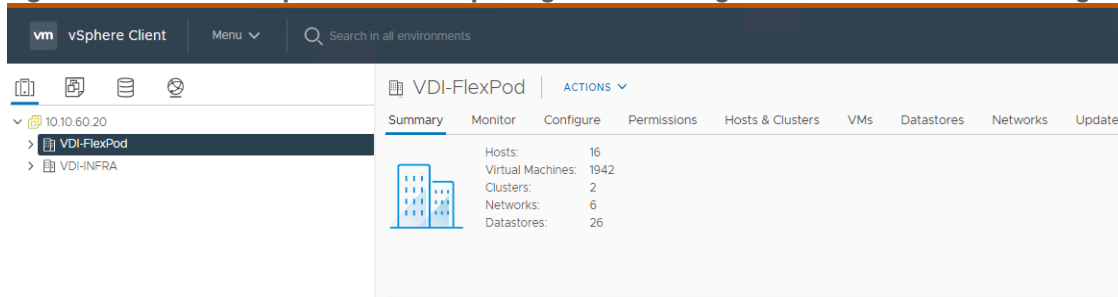 vm vSphere Client Menu Search in all environments
VDI-FlexPod ACTIONS
10.10.60.20
VDI-FlexPod
VDI-INFRA
Summary Monitor Configure Permissions Hosts & Clusters VMs Datastores Networks Update
Hosts: 16
Virtual Machines: 1942
Clusters: 2
Networks: 6
Datastores: 26